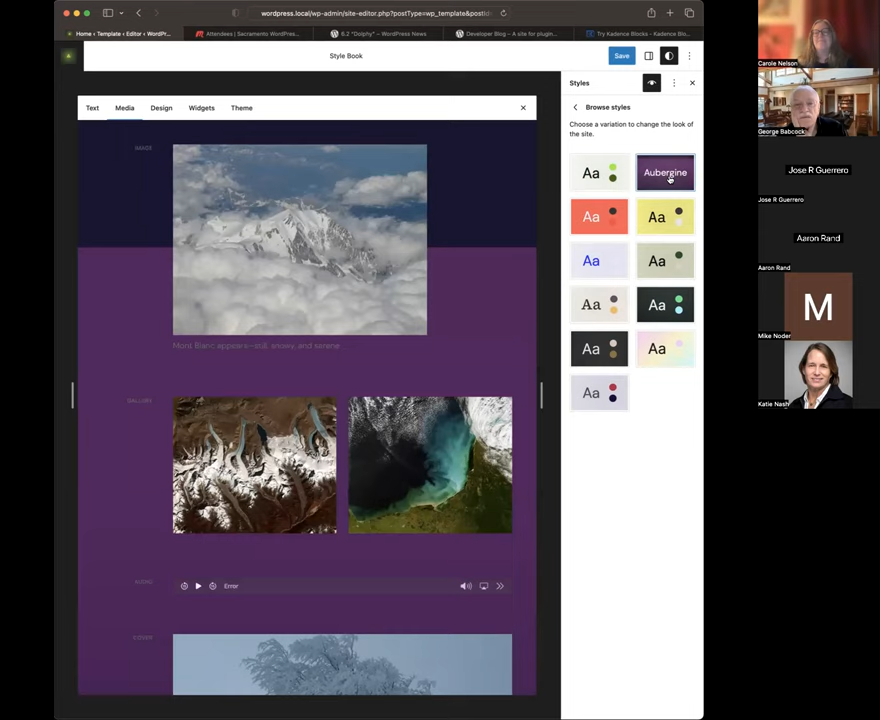 wordpress.local/wp-admin/site-editor.php?postType=wp_template&postId
Home ‹ Template ‹ Editor ‹ WordPr...
Attendees | Sacramento WordPres...
6.2 "Dolphy" – WordPress News
Developer Blog – A site for plugin...
Try Kadence Blocks - Kadence Blo...
Style Book
Save
Text
Media
Design
Widgets
Theme
IMAGE
Mont Blanc appears—still, snowy, and serene
GALLERY
AUDIO
Error
COVER
Styles
Browse styles
Choose a variation to change the look of
the site.
Aa
Aubergine
Aa
Aa
Aa
Aa
Aa
Aa
Aa
Aa
Aa
Carole Nelson
George Babcock
Jose R Guerrero
Jose R Guerrero
Aaron Rand
Aaron Rand
M
Mike Noder
Katie Nash